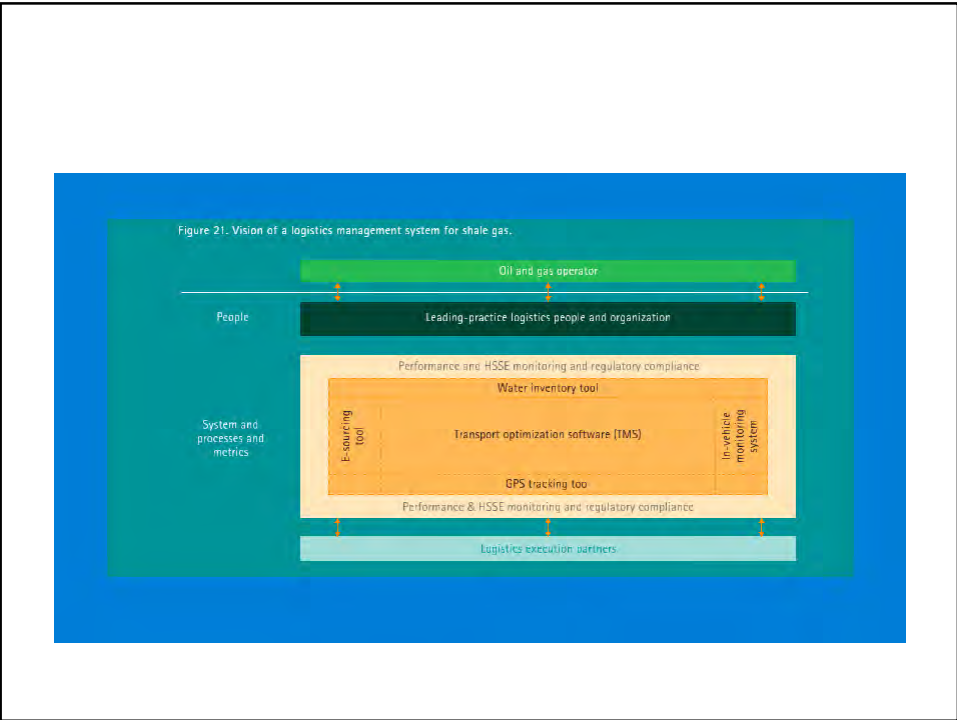 Figure 21. Vision of a logistics management system for shale gas.
Oil and gas operator
People
Leading-practice logistics people and organization
Performance and HSSE monitoring and regulatory compliance
Water inventory tool
System and
processes and
metrics
E-sourcing
tool
Transport optimization software (TMS)
In-vehicle
monitoring
system
GPS tracking too
Performance & HSSE monitoring and regulatory compliance
Logistics execution partners